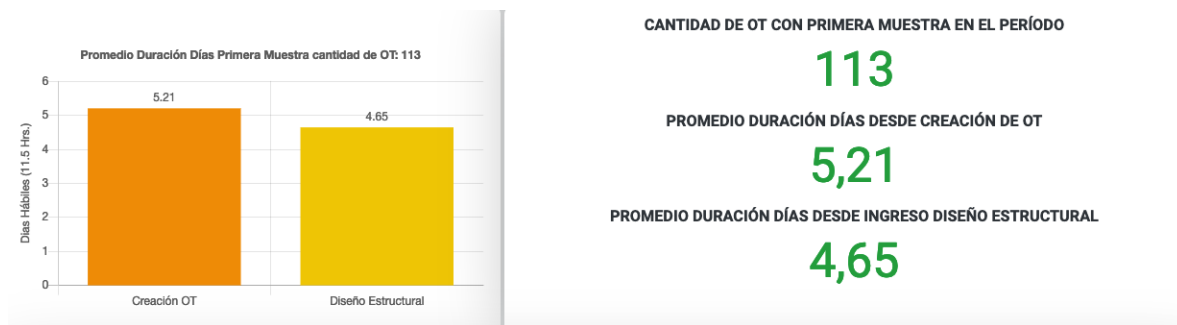 Promedio Duración Días Primera Muestra cantidad de OT: 113
6
5
4
3
2
1
0
Días Hábiles (11.5 Hrs.)
5.21
4.65
Creación OT
Diseño Estructural
CANTIDAD DE OT CON PRIMERA MUESTRA EN EL PERÍODO
113
PROMEDIO DURACIÓN DÍAS DESDE CREACIÓN DE OT
5,21
PROMEDIO DURACIÓN DÍAS DESDE INGRESO DISEÑO ESTRUCTURAL
4,65